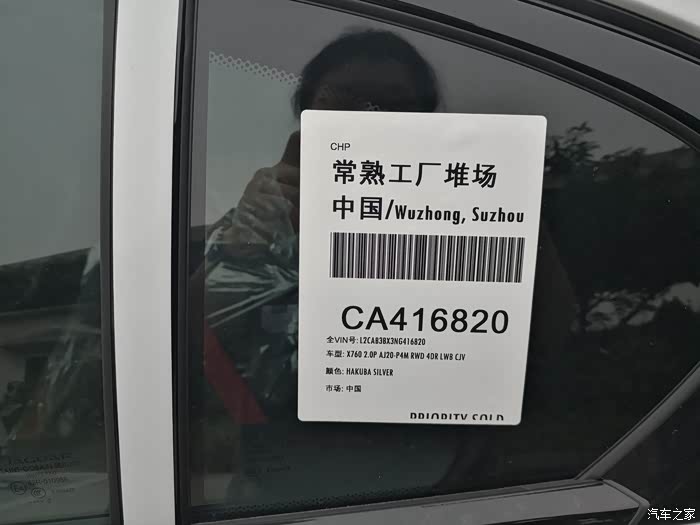 CHP
常熟工厂堆场
中国/Wuzhong, Suzhou
CA416820
全VIN号: L2CAB3BX3NG416820
车型: X760 2.0P AJ20-P4M RWD 4DR LWB CJV
颜色: HAKUBA SILVER
市场: 中国
PRIORITY SOLD
JAGUAR
汽车之家